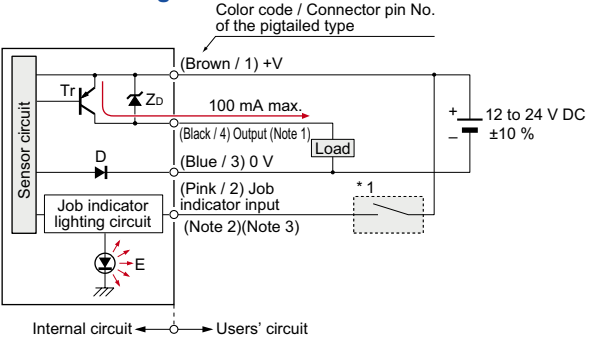 Color code / Connector pin No.
of the pigtailed type
(Brown / 1) +V
Tr
ZD
100 mA max.
+
12 to 24 V DC
–
±10 %
(Black / 4) Output (Note 1)
Load
Sensor circuit
D
(Blue / 3) 0 V
(Pink / 2) Job
indicator input
* 1
Job indicator
lighting circuit
(Note 2)(Note 3)
E
Internal circuit
Users' circuit